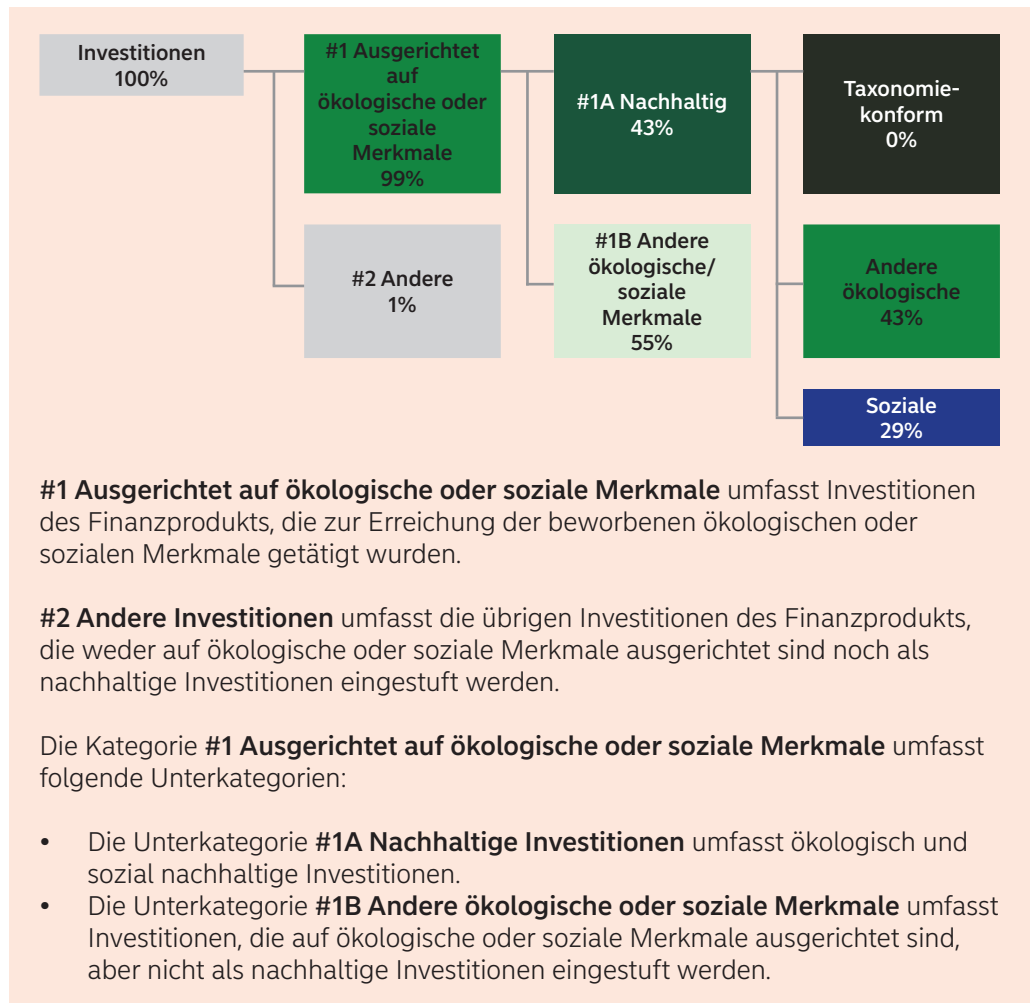 Investitionen
100%
#1 Ausgerichtet
auf
ökologische oder
soziale
Merkmale
99%
#1A Nachhaltig
43%
Taxonomie-
konform
0%
#2 Andere
1%
#1B Andere
ökologische/
soziale
Merkmale
55%
Andere
ökologische
43%
Soziale
29%
#1 Ausgerichtet auf ökologische oder soziale Merkmale umfasst Investitionen
des Finanzprodukts, die zur Erreichung der beworbenen ökologischen oder
sozialen Merkmale getätigt wurden.
#2 Andere Investitionen umfasst die übrigen Investitionen des Finanzprodukts,
die weder auf ökologische oder soziale Merkmale ausgerichtet sind noch als
nachhaltige Investitionen eingestuft werden.
Die Kategorie #1 Ausgerichtet auf ökologische oder soziale Merkmale umfasst
folgende Unterkategorien:
• Die Unterkategorie #1A Nachhaltige Investitionen umfasst ökologisch und
sozial nachhaltige Investitionen.
• Die Unterkategorie #1B Andere ökologische oder soziale Merkmale umfasst
Investitionen, die auf ökologische oder soziale Merkmale ausgerichtet sind,
aber nicht als nachhaltige Investitionen eingestuft werden.